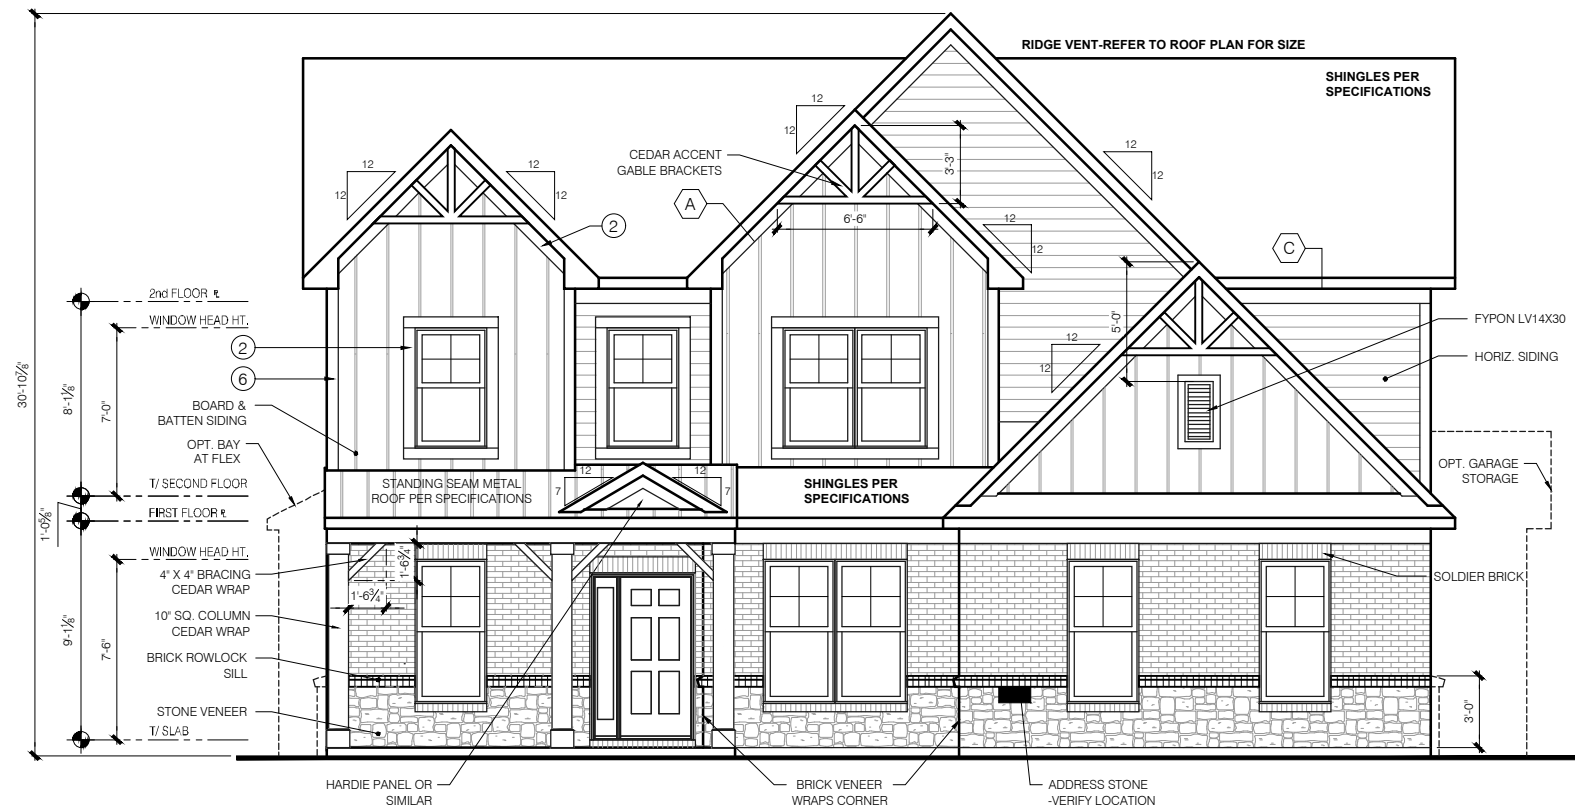 RIDGE VENT-REFER TO ROOF PLAN FOR SIZE
SHINGLES PER
SPECIFICATIONS
12
12
12
12
12
12
CEDAR ACCENT
GABLE BRACKETS
3'-3"
12
12
A
2
6'-6"
12
12
C
2nd FLOOR ℄
WINDOW HEAD HT.
5'-0"
FYPON LV14X30
2
HORIZ. SIDING
12
12
6
30'-10⅞"
8'-1⅛"
7'-0"
BOARD &
BATTEN SIDING
OPT. BAY
AT FLEX
OPT. GARAGE
STORAGE
T/ SECOND FLOOR
STANDING SEAM METAL
ROOF PER SPECIFICATIONS
12
12
7
7
SHINGLES PER
SPECIFICATIONS
1'-0⅝"
FIRST FLOOR ℄
WINDOW HEAD HT.
4" X 4" BRACING
CEDAR WRAP
1'-6¾"
1'-6¾"
SOLDIER BRICK
10" SQ. COLUMN
CEDAR WRAP
9'-1⅛"
7'-6"
BRICK ROWLOCK
SILL
STONE VENEER
T/ SLAB
3'-0"
HARDIE PANEL OR
SIMILAR
BRICK VENEER
WRAPS CORNER
ADDRESS STONE
-VERIFY LOCATION